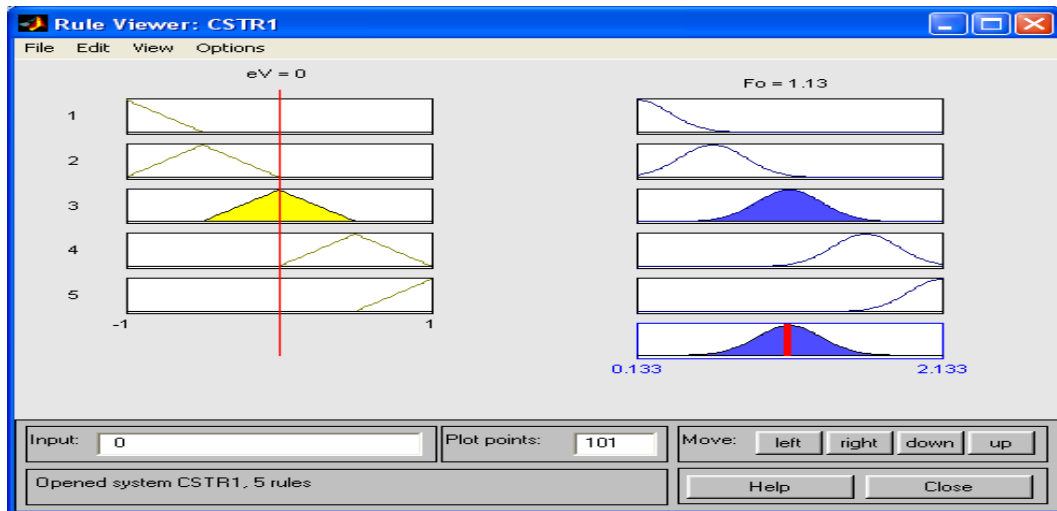 Rule Viewer: CSTR1
File Edit View Options
eV = 0
Fo = 1.13
1
2
3
4
5
-1 1
0.133 2.133
Input: 0
Plot points: 101
Move: left right down up
Opened system CSTR1, 5 rules
Help Close